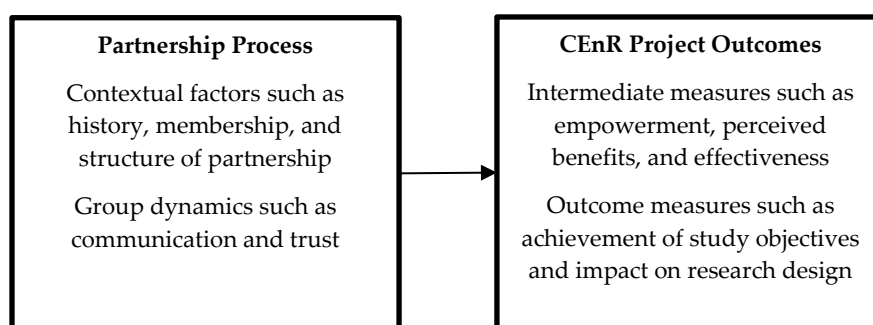 Partnership Process
Contextual factors such as
history, membership, and
structure of partnership
Group dynamics such as
communication and trust
CEnR Project Outcomes
Intermediate measures such as
empowerment, perceived
benefits, and effectiveness
Outcome measures such as
achievement of study objectives
and impact on research design